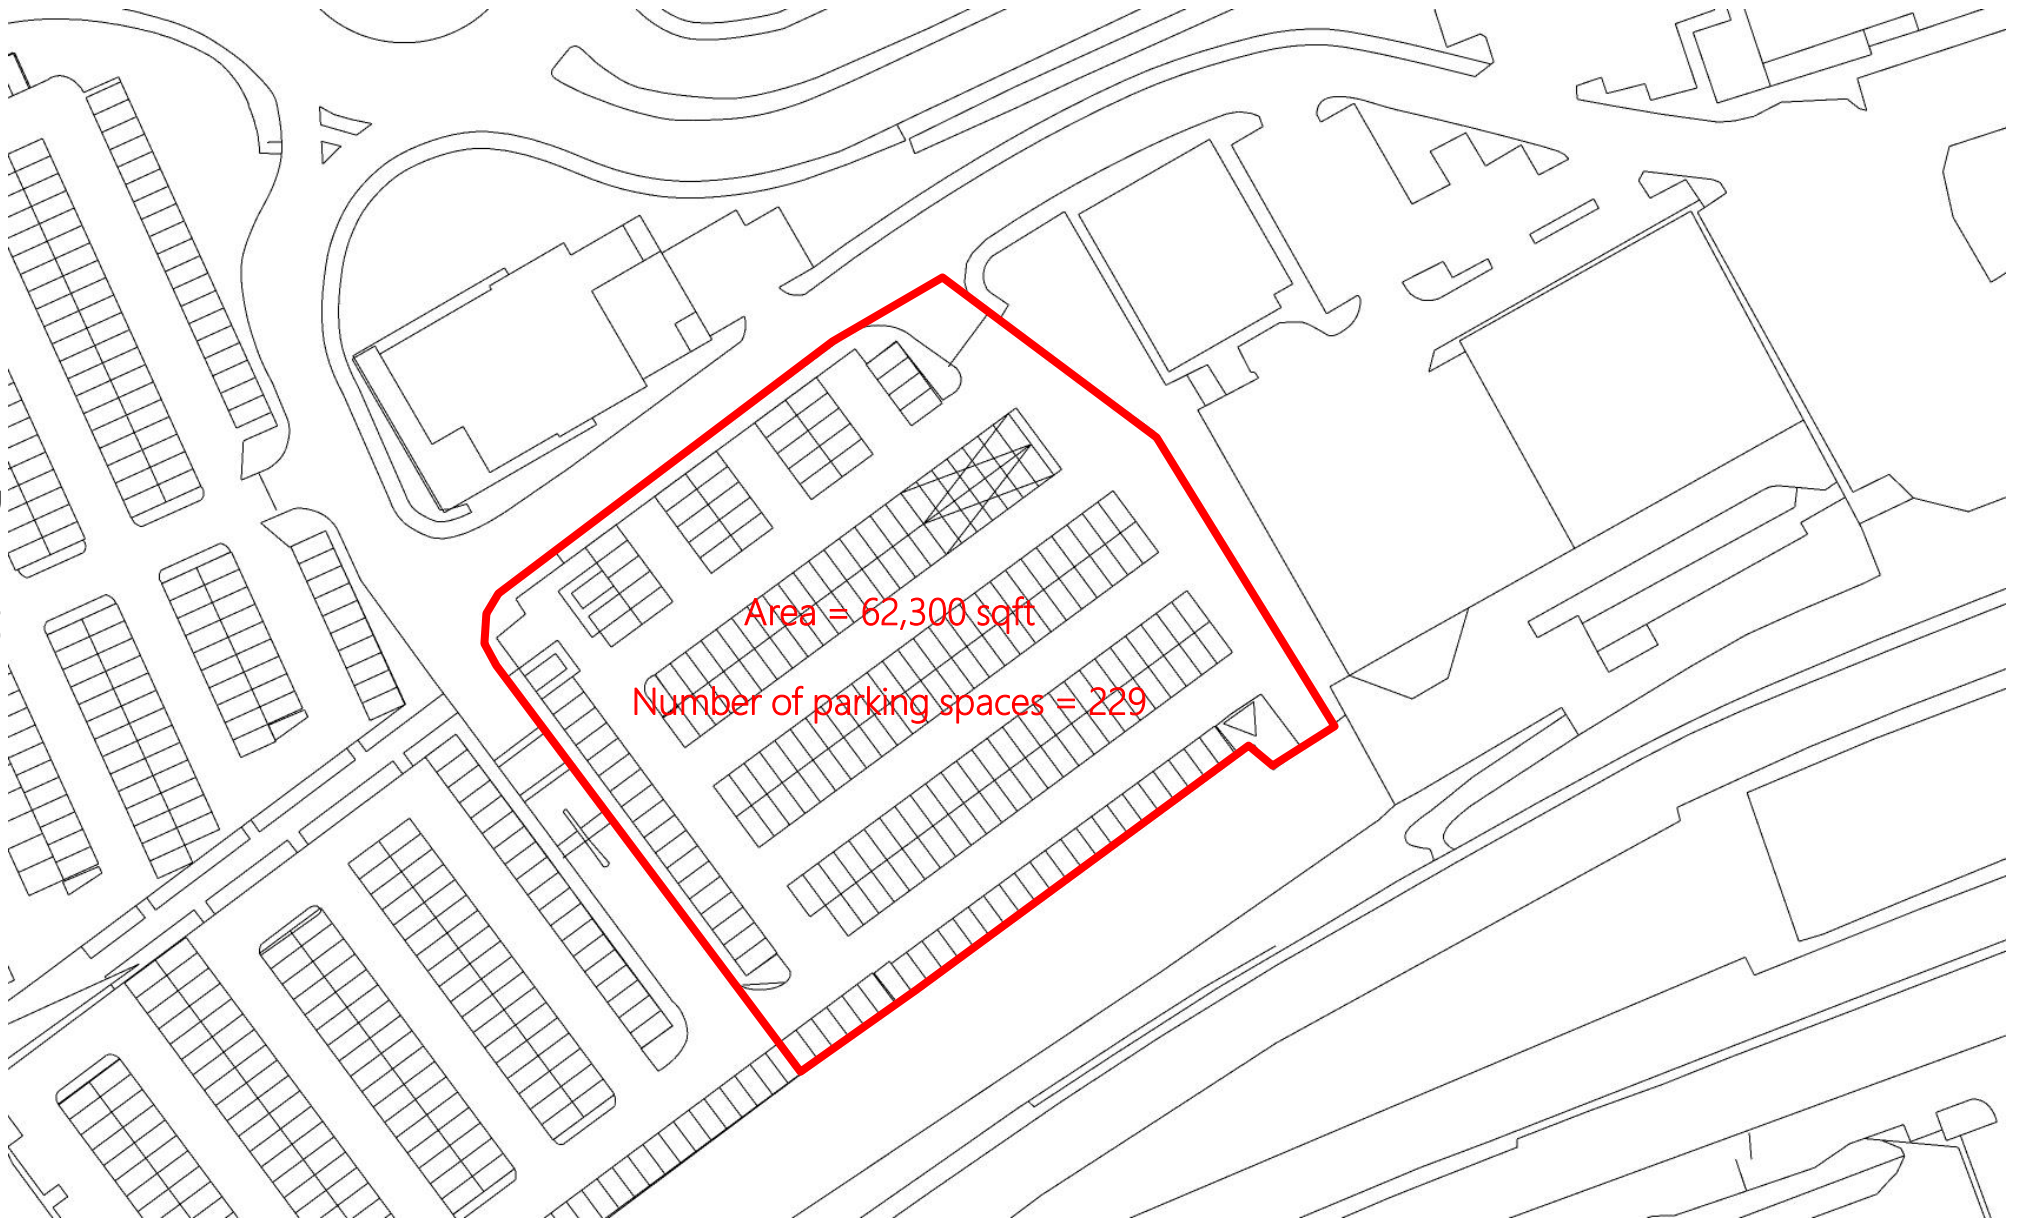 Area = 62,300 sqft
Number of parking spaces = 229